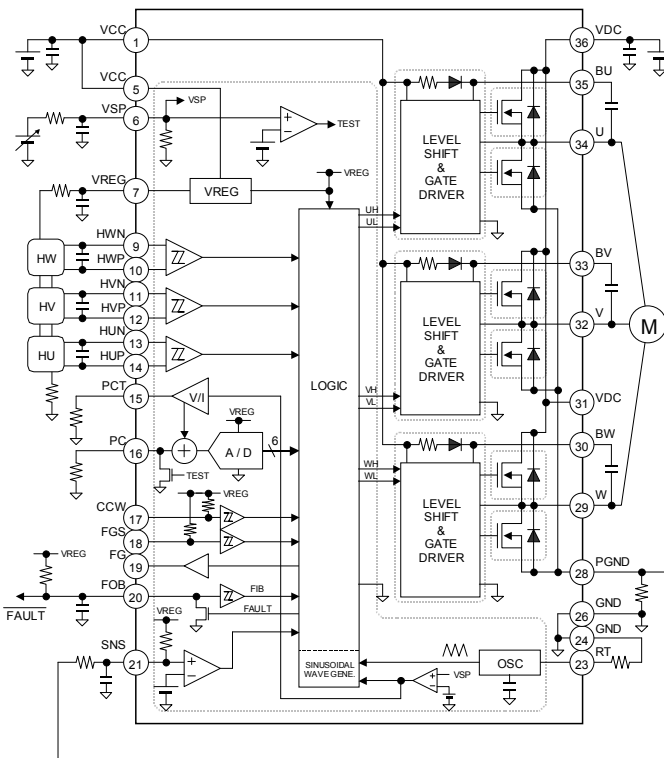 VCC
1
VCC
5
VSP
6
VSP
TEST
VREG
7
VREG
VREG
HW
HWN
9
HWP
10
HV
HVN
11
HVP
12
HU
HUN
13
HUP
14
PCT
15
V/I
PC
16
VREG
A / D
6
TEST
CCW
17
VREG
FGS
18
FG
19
VREG
FOB
20
FIB
FAULT
FAULT
SNS
21
VREG
LOGIC
SINUSOIDAL
WAVE GENE.
UH
UL
VH
VL
WH
WL
LEVEL
SHIFT
&
GATE
DRIVER
LEVEL
SHIFT
&
GATE
DRIVER
LEVEL
SHIFT
&
GATE
DRIVER
OSC
VSP
36
VDC
35
BU
34
U
33
BV
32
V
M
31
VDC
30
BW
29
W
28
PGND
26
GND
24
GND
23
RT